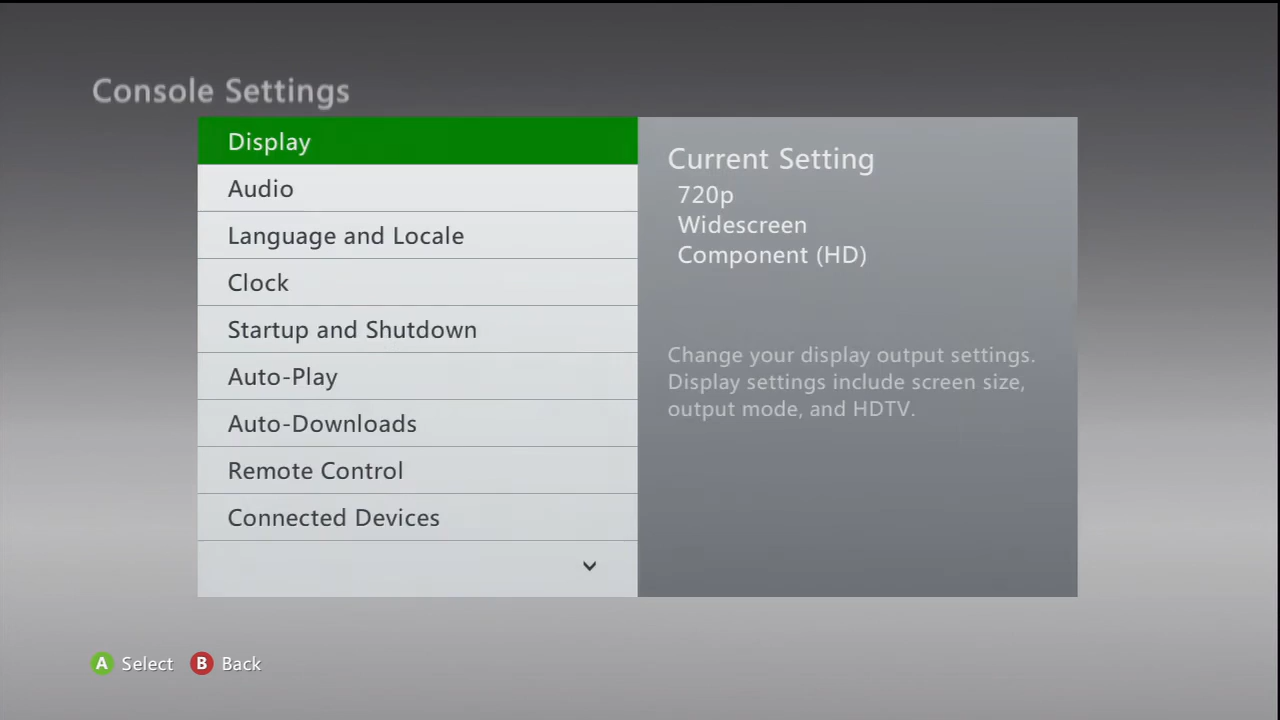 Console Settings
Display
Audio
Language and Locale
Clock
Startup and Shutdown
Auto-Play
Auto-Downloads
Remote Control
Connected Devices
Current Setting
720p
Widescreen
Component (HD)
Change your display output settings.
Display settings include screen size,
output mode, and HDTV.
A Select B Back